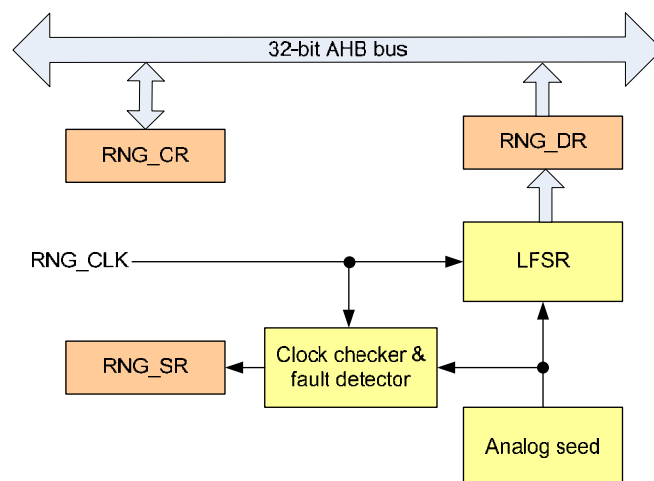 32-bit AHB bus
RNG_CR
RNG_DR
RNG_CLK
LFSR
Clock checker &
fault detector
RNG_SR
Analog seed